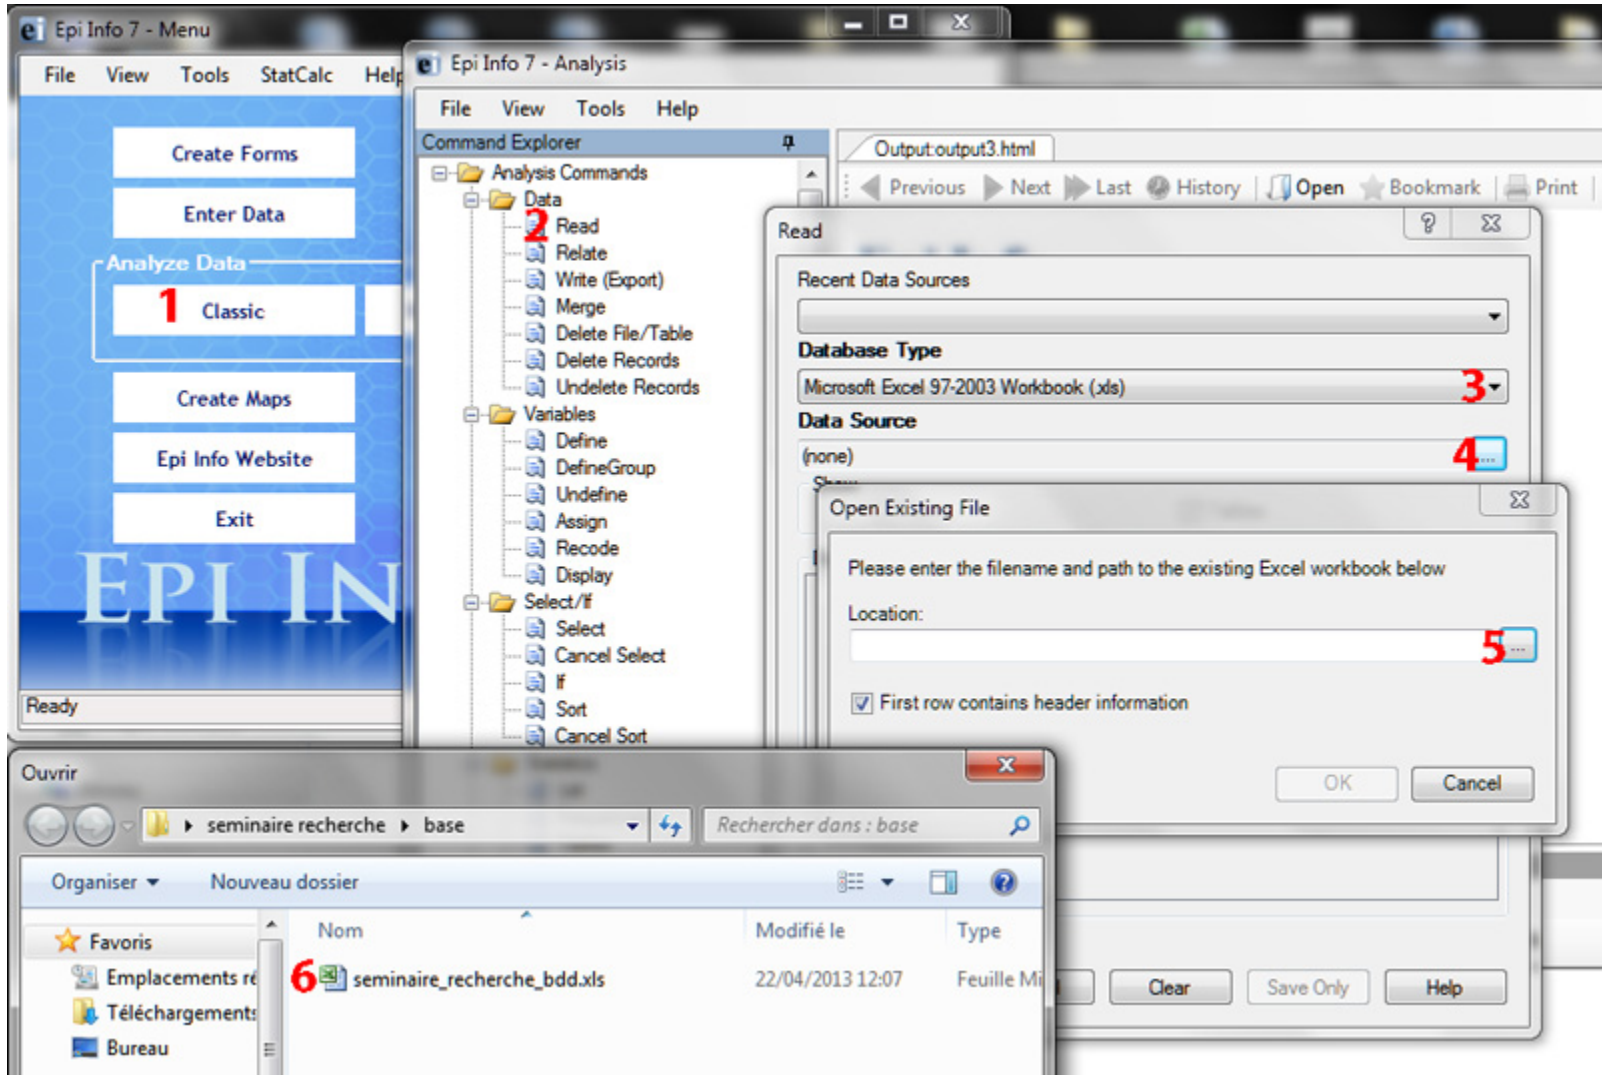 Epi Info 7 - Menu
File View Tools StatCalc Help
Create Forms
Enter Data
Analyze Data
1 Classic
Create Maps
Epi Info Website
Exit
EPI IN
Ready
Epi Info 7 - Analysis
File View Tools Help
Command Explorer
Analysis Commands
Data
2 Read
Relate
Write (Export)
Merge
Delete File/Table
Delete Records
Undelete Records
Variables
Define
DefineGroup
Undefine
Assign
Recode
Display
Select/If
Select
Cancel Select
If
Sort
Cancel Sort
Output:output3.html
Previous Next Last History Open Bookmark Print
Read
Recent Data Sources
Database Type
Microsoft Excel 97-2003 Workbook (.xls) 3
Data Source
(none) 4 ...
Show
Open Existing File
Please enter the filename and path to the existing Excel workbook below
Location:
5 ...
First row contains header information
OK Cancel
Clear Save Only Help
Ouvrir
seminaire recherche base
Rechercher dans : base
Organiser Nouveau dossier
Favoris
Emplacements ré
Téléchargements
Bureau
Nom Modifié le Type
6 seminaire_recherche_bdd.xls 22/04/2013 12:07 Feuille Mi